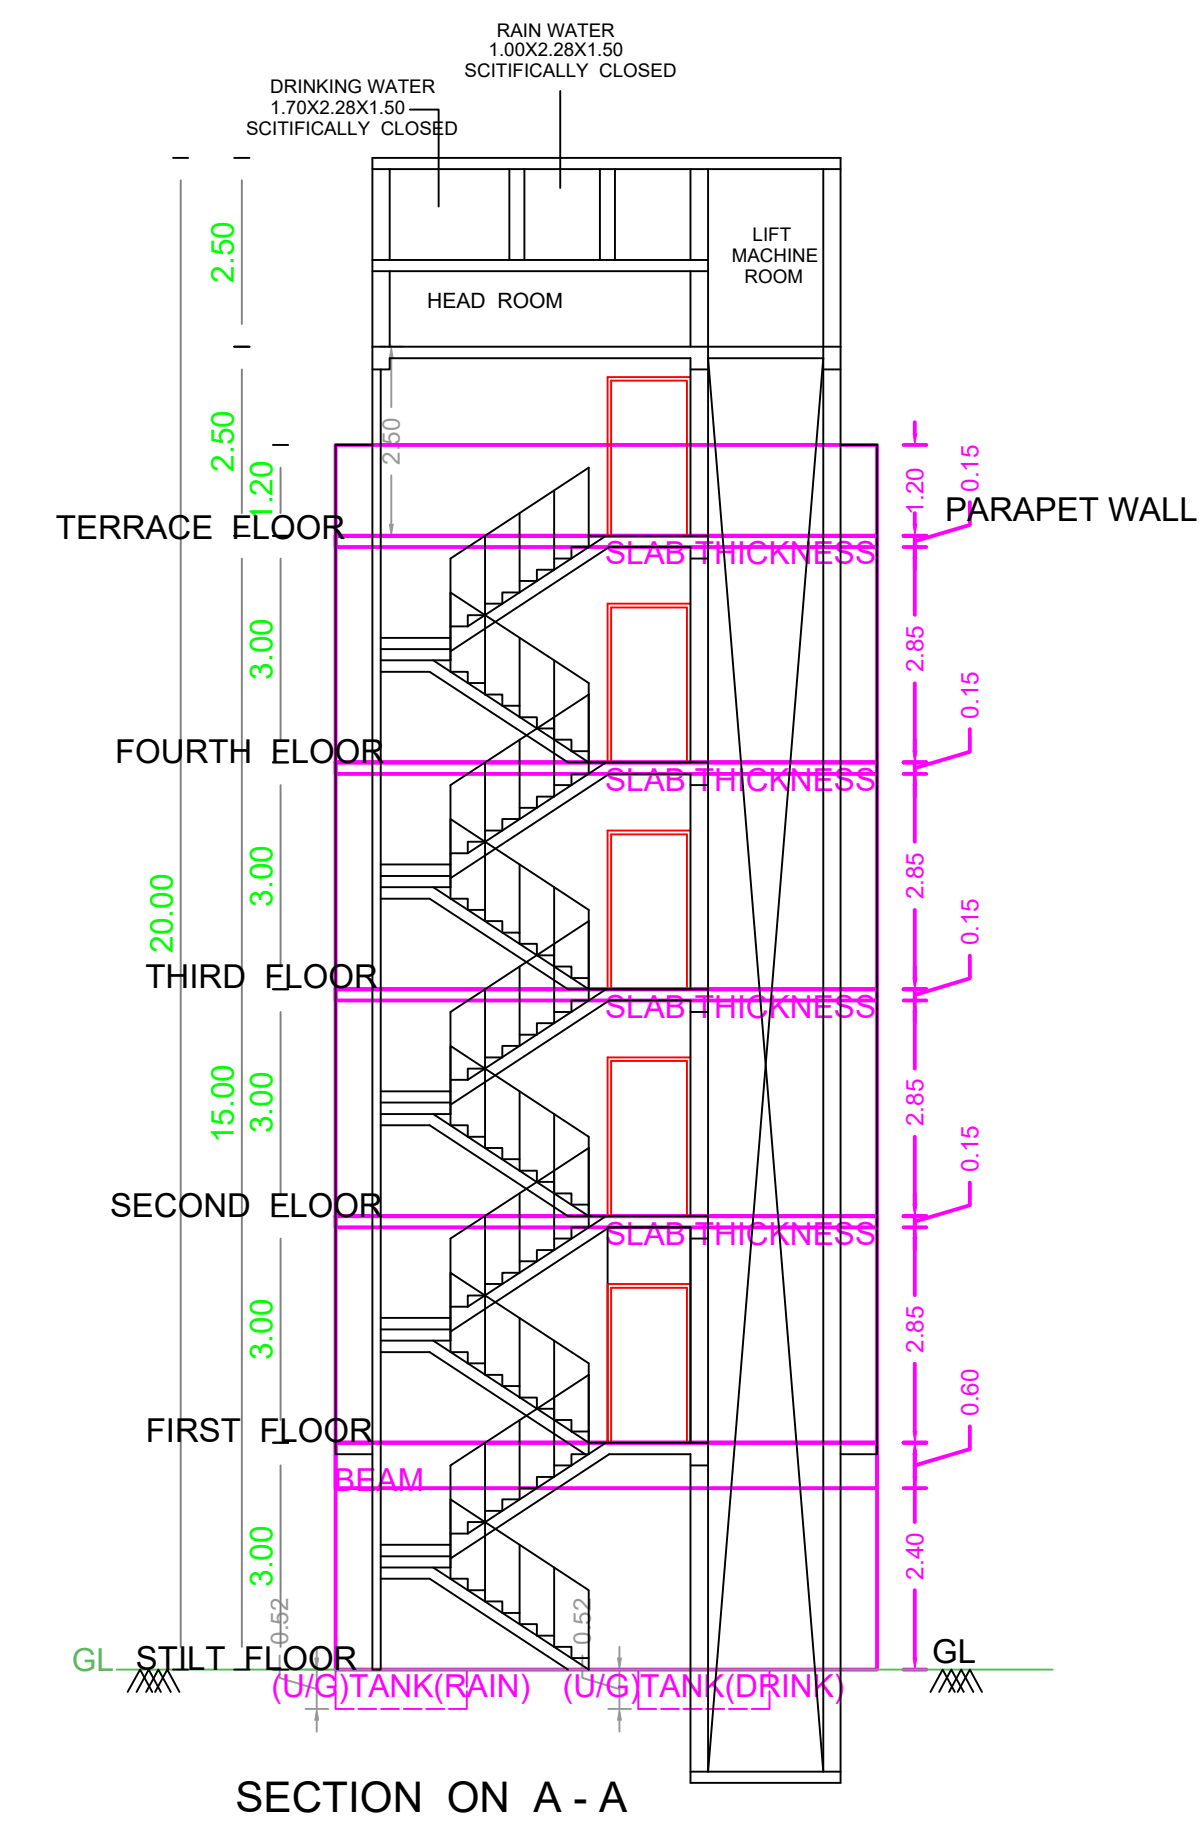 RAIN WATER
1.00X2.28X1.50
SCITIFICALLY CLOSED
DRINKING WATER
1.70X2.28X1.50
SCITIFICALLY CLOSED
2.50
LIFT
MACHINE
ROOM
HEAD ROOM
2.50
2.50
1.20
1.20
0.15
PARAPET WALL
TERRACE FLOOR
SLAB THICKNESS
3.00
2.85
0.15
FOURTH FLOOR
SLAB THICKNESS
20.00
3.00
2.85
0.15
THIRD FLOOR
SLAB THICKNESS
15.00
3.00
2.85
0.15
SECOND FLOOR
SLAB THICKNESS
3.00
2.85
0.60
FIRST FLOOR
BEAM
3.00
2.40
0.52
0.52
GL
STILT FLOOR
GL
(U/G)TANK(RAIN)
(U/G)TANK(DRINK)
SECTION ON A - A